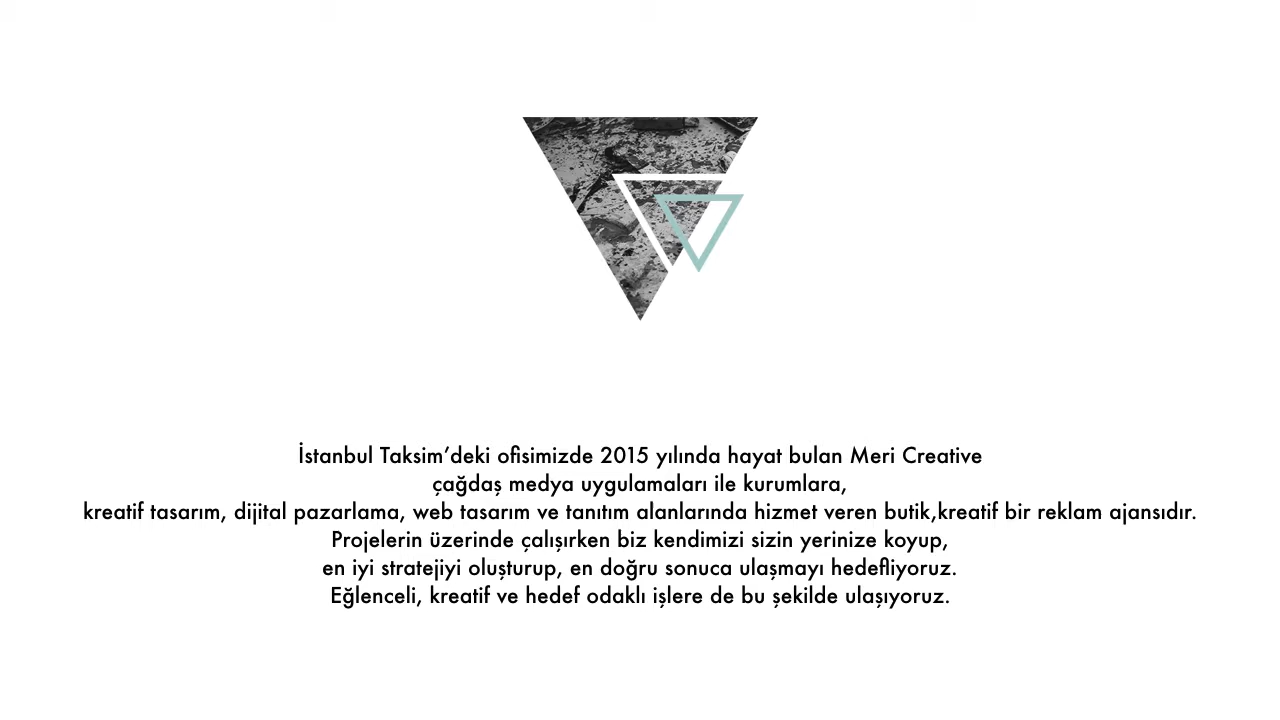 İstanbul Taksim’deki ofisimizde 2015 yılında hayat bulan Meri Creative
çağdaş medya uygulamaları ile kurumlara,
kreatif tasarım, dijital pazarlama, web tasarım ve tanıtım alanlarında hizmet veren butik,kreatif bir reklam ajansıdır.
Projelerin üzerinde çalışırken biz kendimizi sizin yerinize koyup,
en iyi stratejiyi oluşturup, en doğru sonuca ulaşmayı hedefliyoruz.
Eğlenceli, kreatif ve hedef odaklı işlere de bu şekilde ulaşıyoruz.